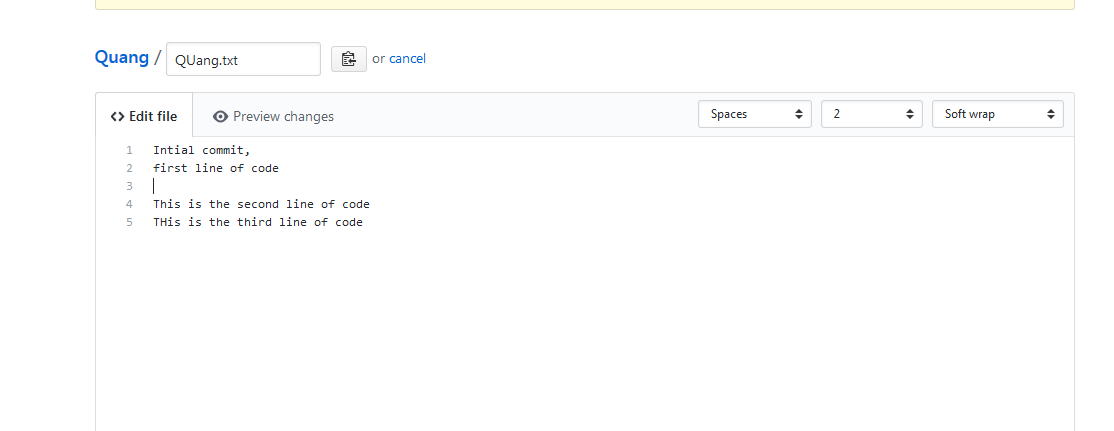 Quang / QUang.txt or cancel
Edit file Preview changes Spaces 2 Soft wrap
1 Intial commit,
2 first line of code
3
4 This is the second line of code
5 THis is the third line of code